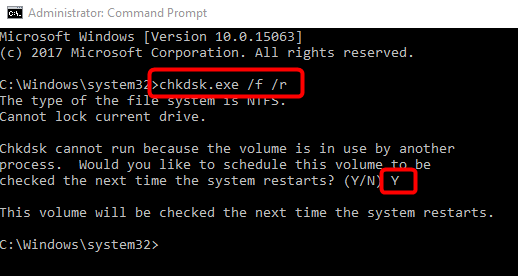 Administrator: Command Prompt
Microsoft Windows [Version 10.0.15063]
(c) 2017 Microsoft Corporation. All rights reserved.
C:\Windows\system32>chkdsk.exe /f /r
The type of the file system is NTFS.
Cannot lock current drive.
Chkdsk cannot run because the volume is in use by another
process.  Would you like to schedule this volume to be
checked the next time the system restarts? (Y/N) Y
This volume will be checked the next time the system restarts.
C:\Windows\system32>